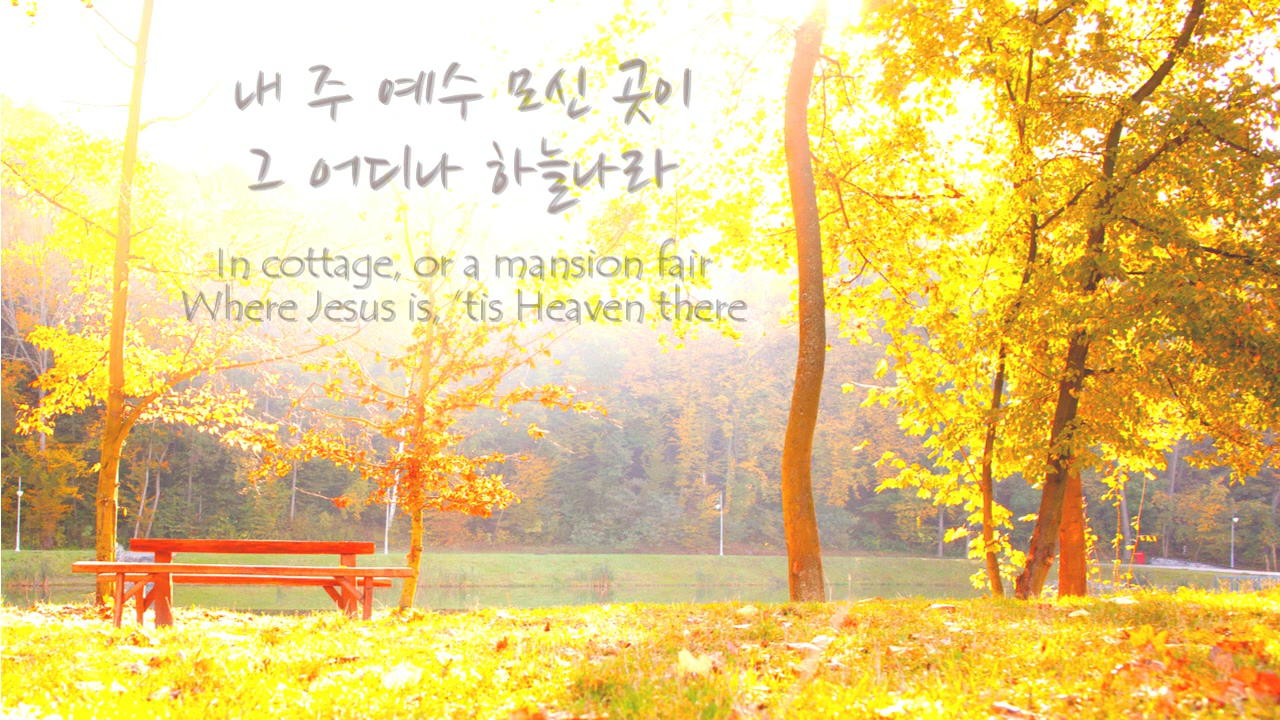 내 주 예수 모신 곳이
그 어디나 하늘나라
In cottage, or a mansion fair
Where Jesus is, 'tis Heaven there